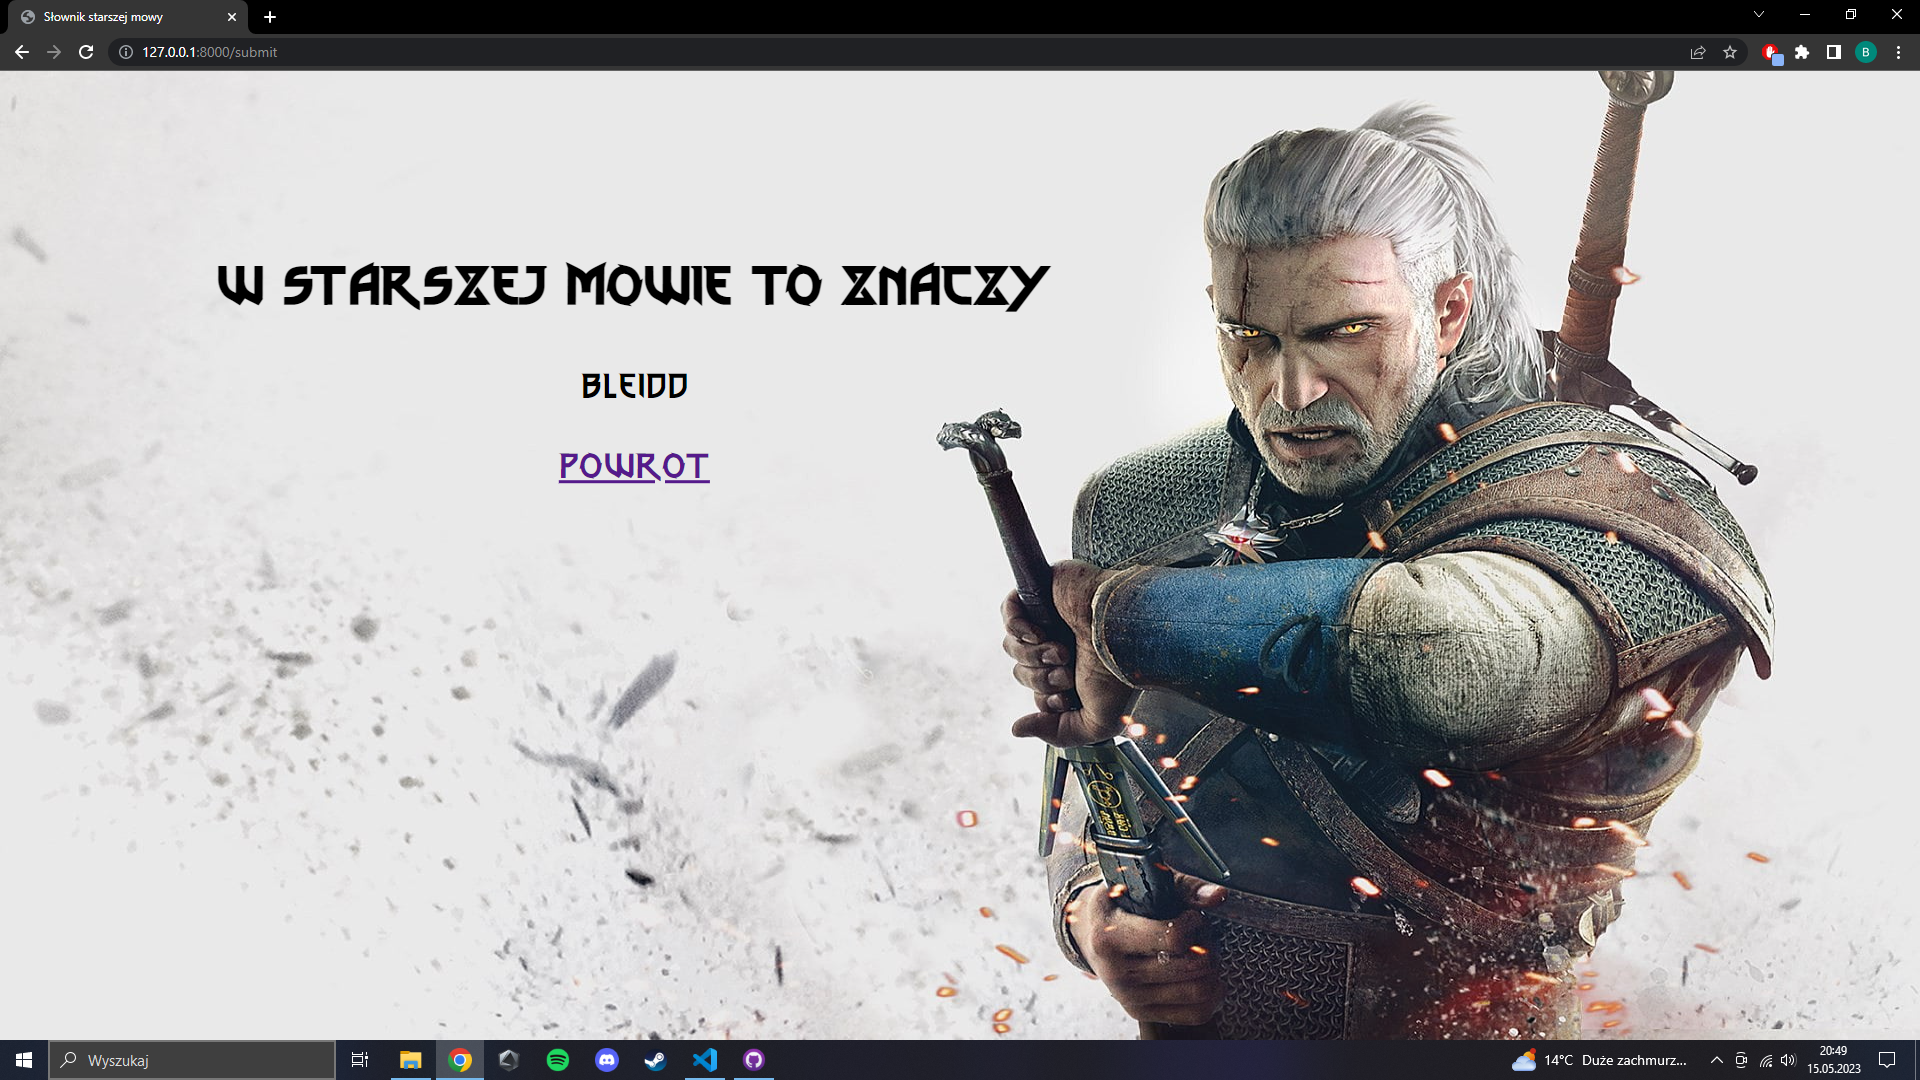 Słownik starszej mowy
127.0.0.1:8000/submit
B
W STARSZEJ MOWIE TO ZNACZY
BLEIDD
POWROT
Wyszukaj
14°C Duże zachmurz...
20:49
15.05.2023